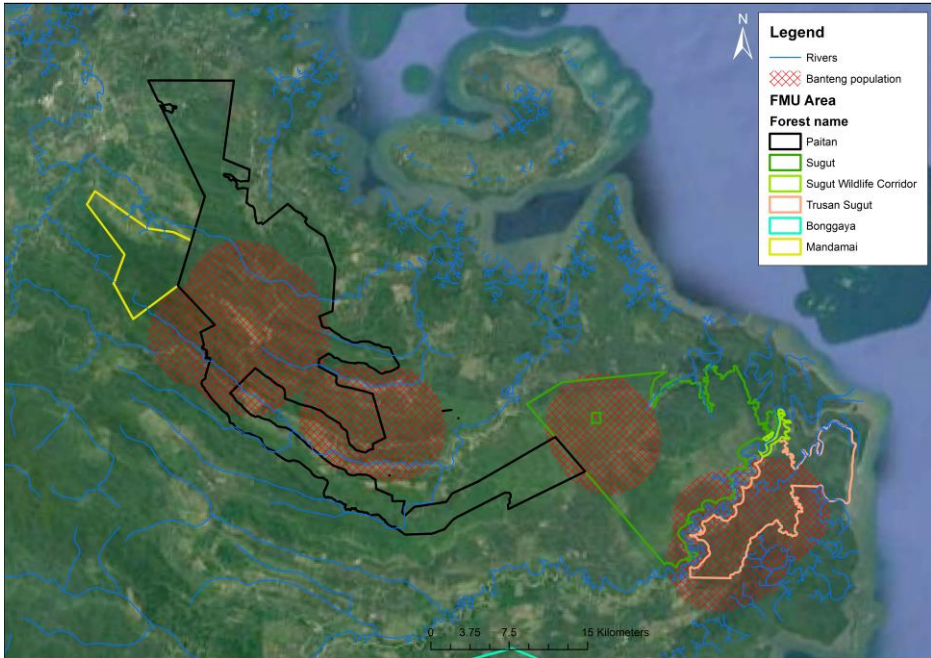 N
Legend
Rivers
Banteng population
FMU Area
Forest name
Paitan
Sugut
Sugut Wildlife Corridor
Trusan Sugut
Bonggaya
Mandamai
0 3.75 7.5 15 Kilometers